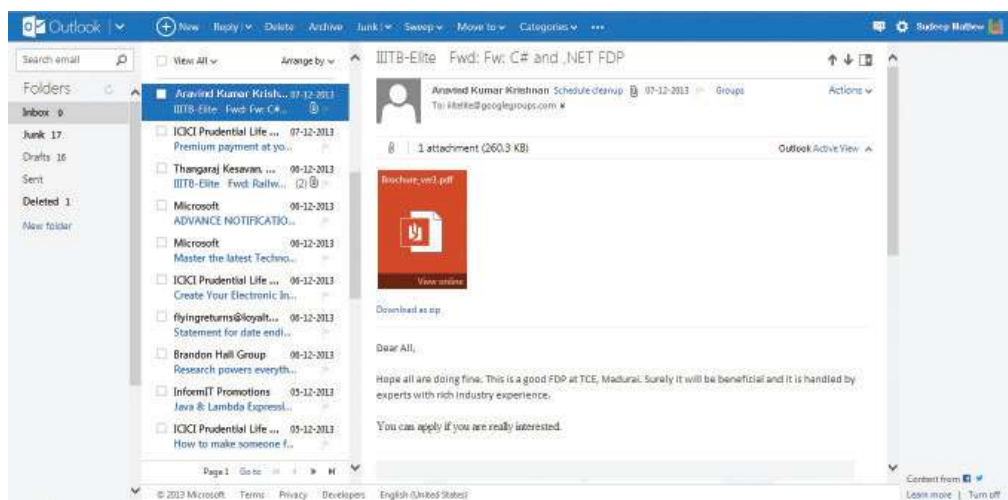 Outlook
New Reply Delete Archive Junk Sweep Move to Categories ...
Sudeep Mathew
Search email
Folders
Inbox 9
Junk 17
Drafts 16
Sent
Deleted 1
New folder
View: All Arrange by
Aravind Kumar Krish... 07-12-2013
IIITB-Elite Fwd: Fw: C#...
ICICI Prudential Life ... 07-12-2013
Premium payment at yo...
Thangaraj Kesavan, ... 06-12-2013
IIITB-Elite Fwd: Railw... (2)
Microsoft 06-12-2013
ADVANCE NOTIFICATIO...
Microsoft 06-12-2013
Master the latest Techno...
ICICI Prudential Life ... 06-12-2013
Create Your Electronic In...
flyingreturns@loyalt... 06-12-2013
Statement for date endi...
Brandon Hall Group 06-12-2013
Research powers everyth...
InformIT Promotions 05-12-2013
Java 8: Lambda Expressi...
ICICI Prudential Life ... 05-12-2013
How to make someone f...
Page 1 Go to
IIITB-Elite Fwd: Fw: C# and .NET FDP
Aravind Kumar Krishnan Schedule cleanup 07-12-2013 Groups Actions
1 attachment (260.3 KB) Outlook Active View
Brochure_ver3.pdf
View online
Download as zip
Dear All,
Hope all are doing fine. This is a good FDP at TCE, Madurai. Surely it will be beneficial and it is handled by
experts with rich industry experience.
You can apply if you are really interested.
Content from
Learn more | Turn off
© 2013 Microsoft Terms Privacy Developers English (United States)